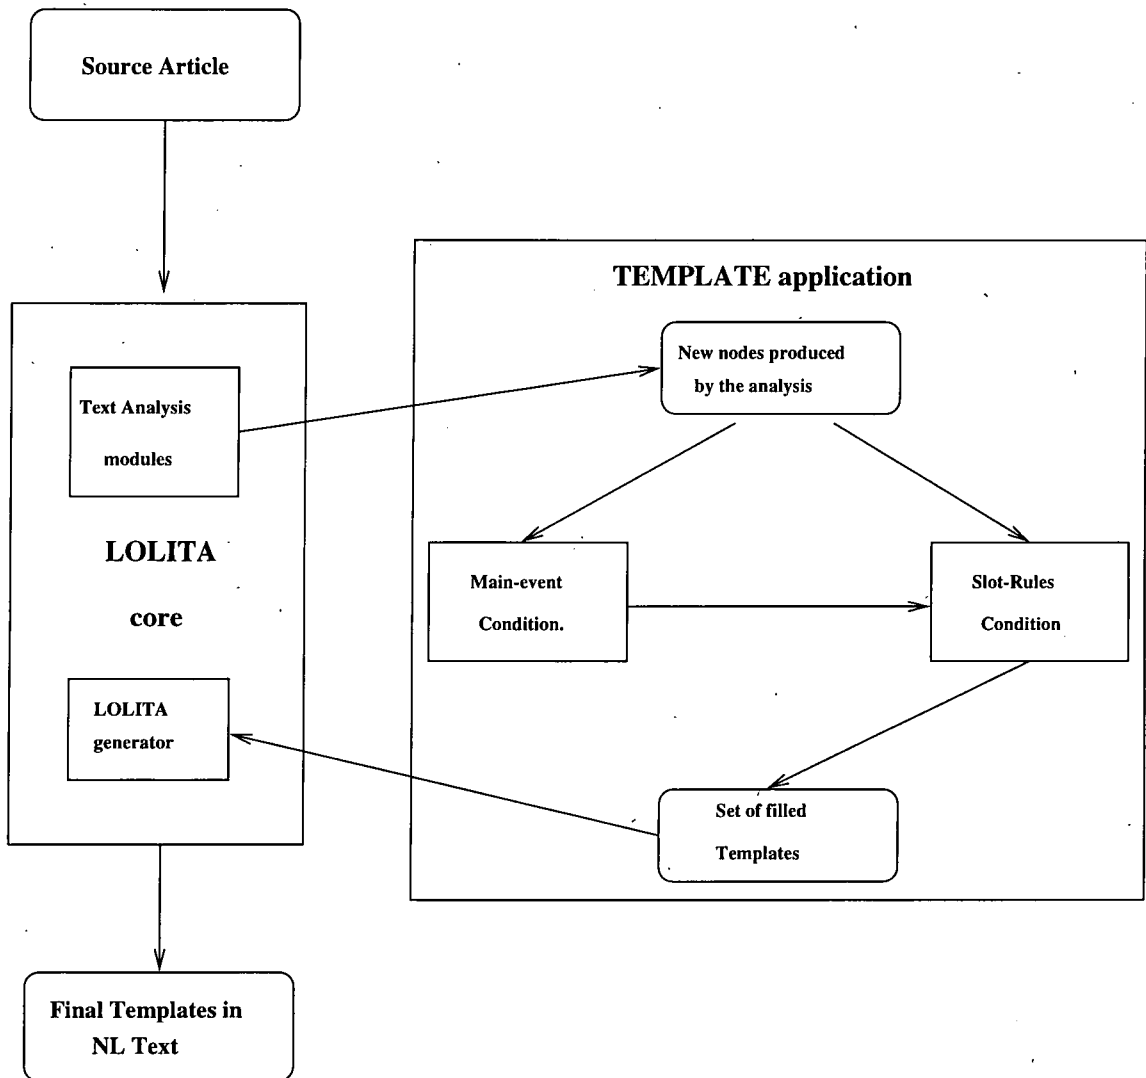 Source Article
TEMPLATE application
New nodes produced
by the analysis
Text Analysis
modules
LOLITA
core
Main-event
Condition.
Slot-Rules
Condition
LOLITA
generator
Set of filled
Templates
Final Templates in
NL Text